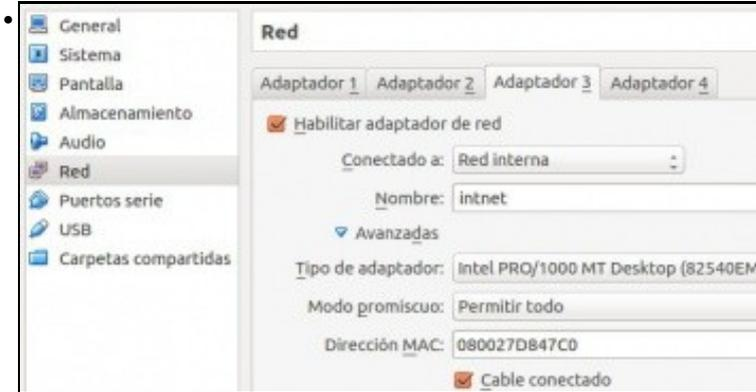 General
Sistema
Pantalla
Almacenamiento
Audio
Red
Puertos serie
USB
Carpetas compartidas
Red
Adaptador 1 Adaptador 2 Adaptador 3 Adaptador 4
Habilitar adaptador de red
Conectado a: Red interna
Nombre: intnet
Avanzadas
Tipo de adaptador: Intel PRO/1000 MT Desktop (82540EM
Modo promiscuo: Permitir todo
Dirección MAC: 080027D847C0
Cable conectado